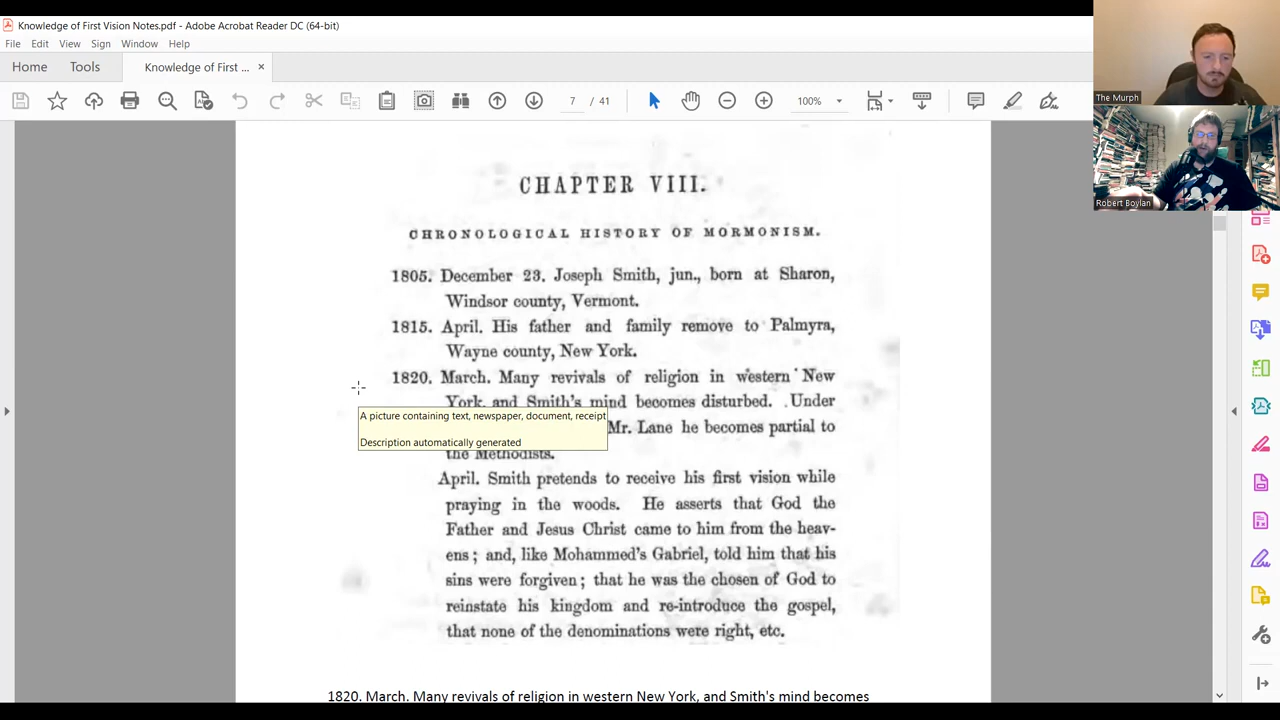 Knowledge of First Vision Notes.pdf - Adobe Acrobat Reader DC (64-bit)
File Edit View Sign Window Help
Home Tools Knowledge of First ... ×
7 / 41 100%
The Murph
Robert Boylan
CHAPTER VIII.
CHRONOLOGICAL HISTORY OF MORMONISM.
1805. December 23. Joseph Smith, jun., born at Sharon,
Windsor county, Vermont.
1815. April. His father and family remove to Palmyra,
Wayne county, New York.
1820. March. Many revivals of religion in western New
York, and Smith's mind becomes disturbed. Under
A picture containing text, newspaper, document, receipt
Mr. Lane he becomes partial to
Description automatically generated
the Methodists.
April. Smith pretends to receive his first vision while
praying in the woods. He asserts that God the
Father and Jesus Christ came to him from the heav-
ens; and, like Mohammed's Gabriel, told him that his
sins were forgiven; that he was the chosen of God to
reinstate his kingdom and re-introduce the gospel,
that none of the denominations were right, etc.
1820. March. Many revivals of religion in western New York, and Smith's mind becomes